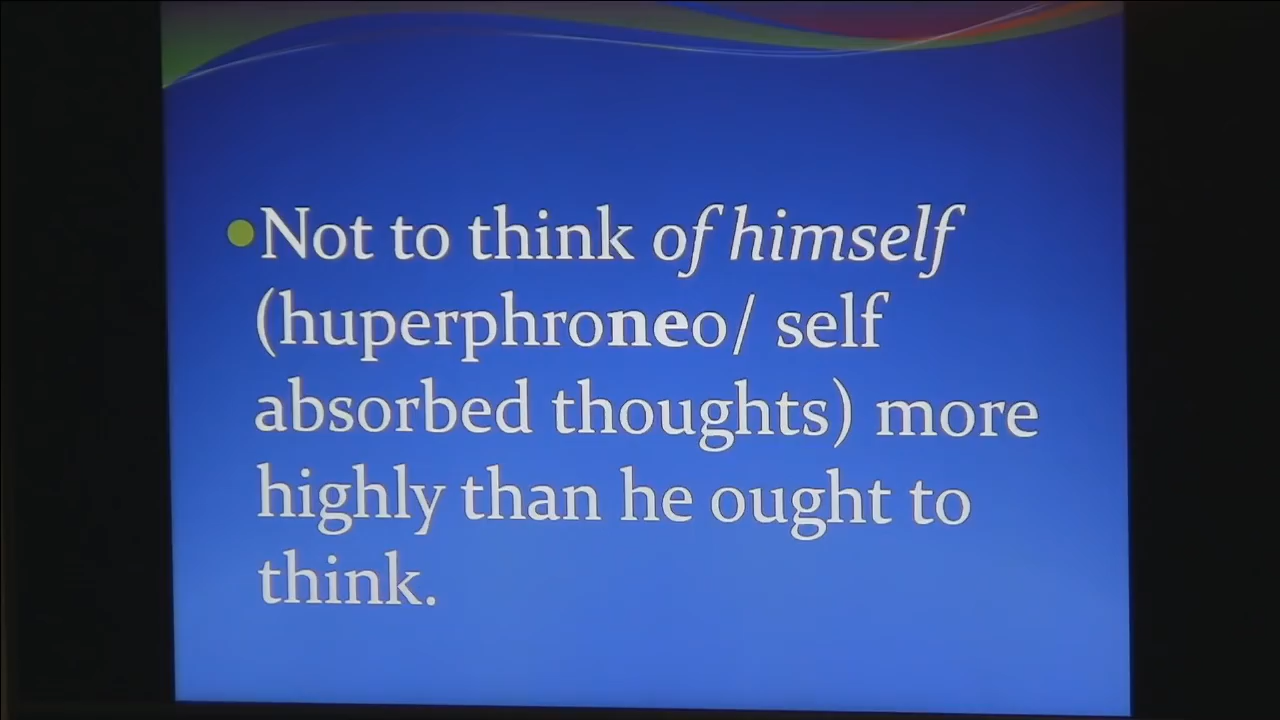 Not to think of himself
(huperphroneo/ self
absorbed thoughts) more
highly than he ought to
think.